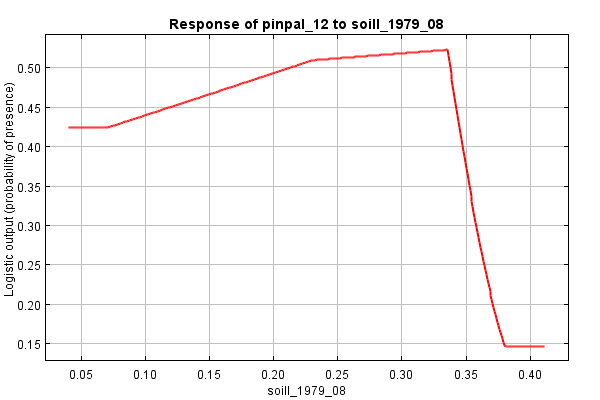 Response of pinpal_12 to soill_1979_08
Logistic output (probability of presence)
0.50
0.45
0.40
0.35
0.30
0.25
0.20
0.15
0.05 0.10 0.15 0.20 0.25 0.30 0.35 0.40
soill_1979_08